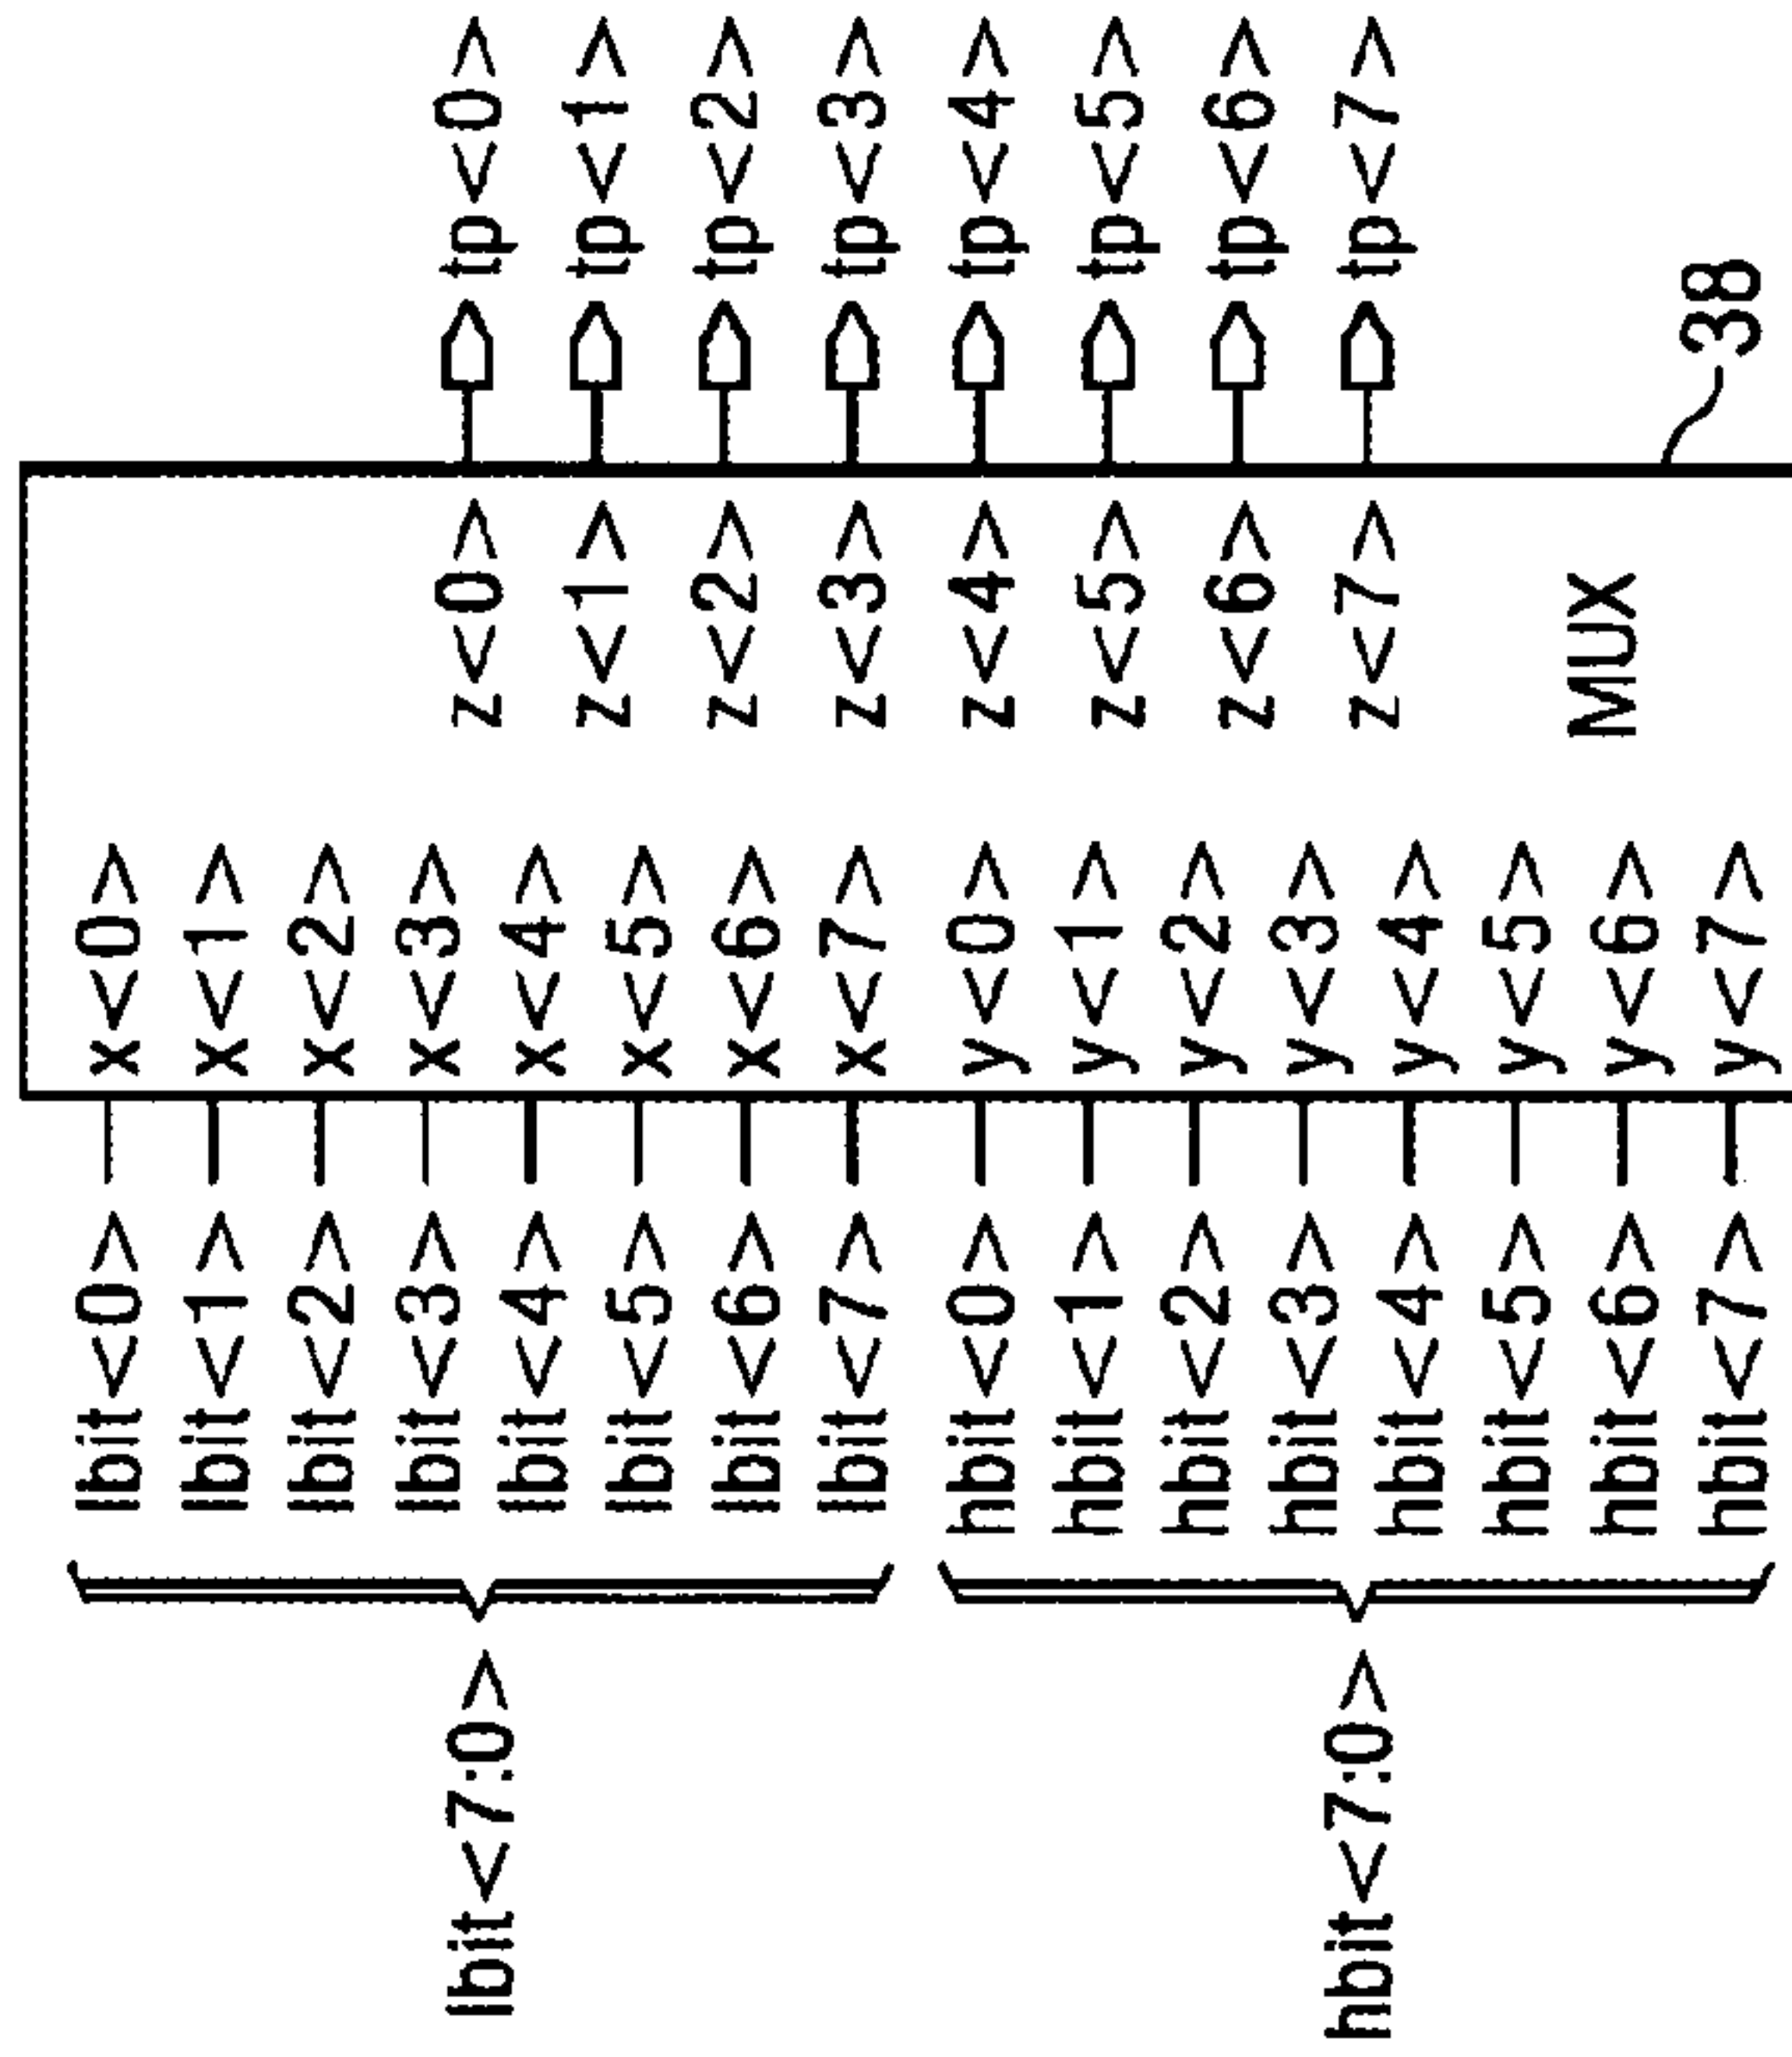 lbit<7:0>
hbit<7:0>
lbit<0>
lbit<1>
lbit<2>
lbit<3>
lbit<4>
lbit<5>
lbit<6>
lbit<7>
hbit<0>
hbit<1>
hbit<2>
hbit<3>
hbit<4>
hbit<5>
hbit<6>
hbit<7>
x<0>
x<1>
x<2>
x<3>
x<4>
x<5>
x<6>
x<7>
y<0>
y<1>
y<2>
y<3>
y<4>
y<5>
y<6>
y<7>
z<0>
z<1>
z<2>
z<3>
z<4>
z<5>
z<6>
z<7>
MUX
tp<0>
tp<1>
tp<2>
tp<3>
tp<4>
tp<5>
tp<6>
tp<7>
38